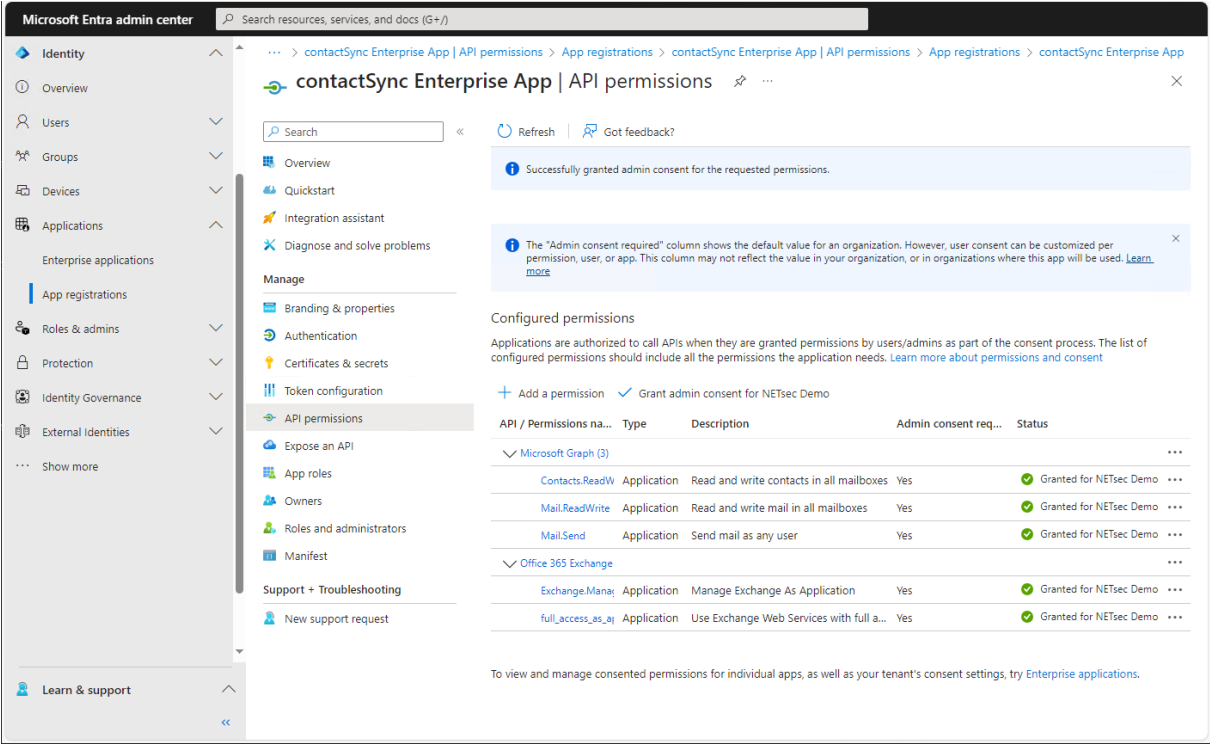 Microsoft Entra admin center
Search resources, services, and docs (G+/)
Identity
Overview
Users
Groups
Devices
Applications
Enterprise applications
App registrations
Roles & admins
Protection
Identity Governance
External Identities
Show more
Learn & support
... > contactSync Enterprise App | API permissions > App registrations > contactSync Enterprise App | API permissions > App registrations > contactSync Enterprise App
contactSync Enterprise App | API permissions
Search
Overview
Quickstart
Integration assistant
Diagnose and solve problems
Manage
Branding & properties
Authentication
Certificates & secrets
Token configuration
API permissions
Expose an API
App roles
Owners
Roles and administrators
Manifest
Support + Troubleshooting
New support request
Refresh
Got feedback?
Successfully granted admin consent for the requested permissions.
The "Admin consent required" column shows the default value for an organization. However, user consent can be customized per
permission, user, or app. This column may not reflect the value in your organization, or in organizations where this app will be used. Learn
more
Configured permissions
Applications are authorized to call APIs when they are granted permissions by users/admins as part of the consent process. The list of
configured permissions should include all the permissions the application needs. Learn more about permissions and consent
Add a permission
Grant admin consent for NETsec Demo
API / Permissions na... Type Description Admin consent req... Status
Microsoft Graph (3)
Contacts.ReadW Application Read and write contacts in all mailboxes Yes Granted for NETsec Demo
Mail.ReadWrite Application Read and write mail in all mailboxes Yes Granted for NETsec Demo
Mail.Send Application Send mail as any user Yes Granted for NETsec Demo
Office 365 Exchange
Exchange.Manag Application Manage Exchange As Application Yes Granted for NETsec Demo
full_access_as_a Application Use Exchange Web Services with full a... Yes Granted for NETsec Demo
To view and manage consented permissions for individual apps, as well as your tenant's consent settings, try Enterprise applications.